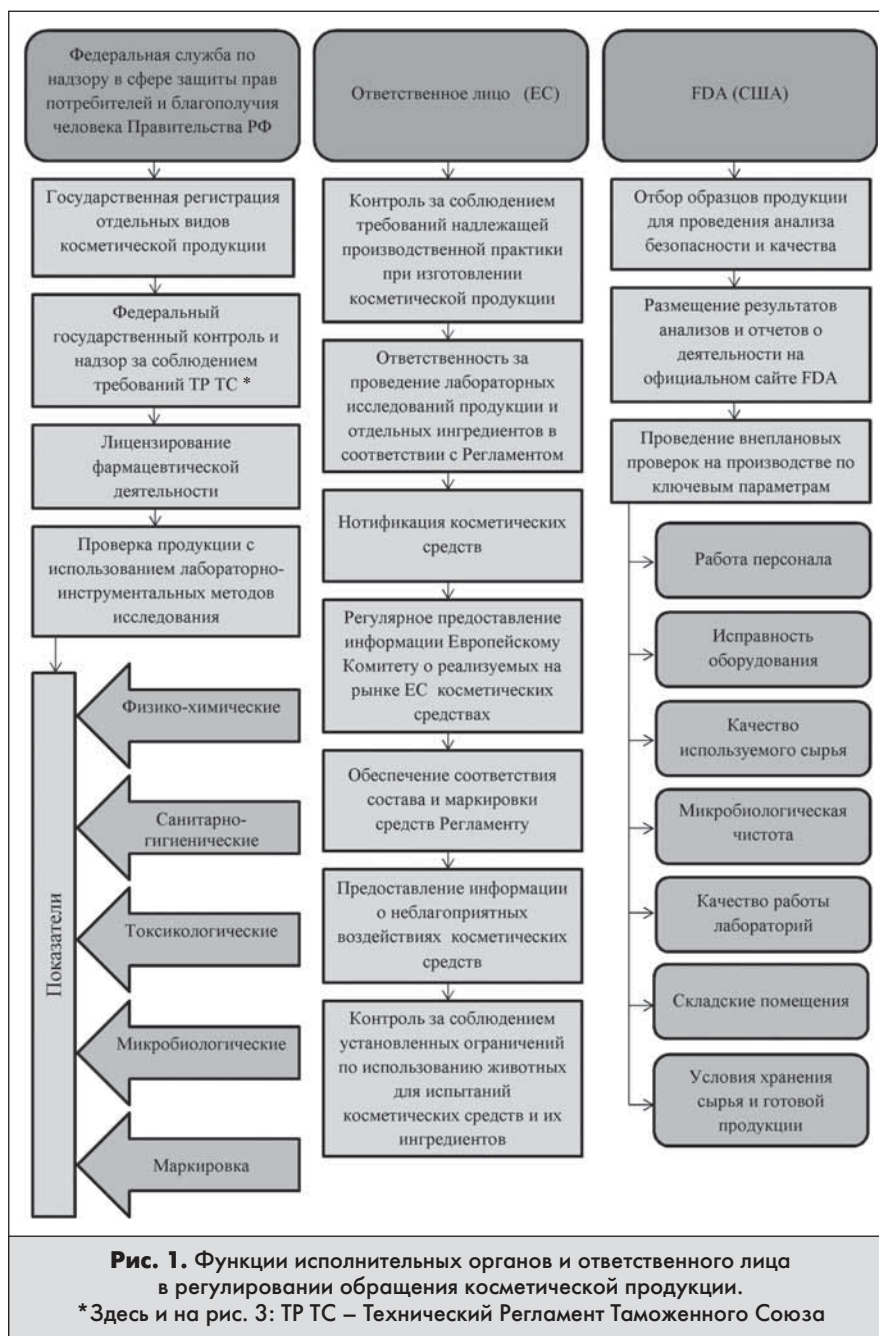 Федеральная служба по
надзору в сфере защиты прав
потребителей и благополучия
человека Правительства РФ
Государственная регистрация
отдельных видов
косметической продукции
Федеральный
государственный контроль и
надзор за соблюдением
требований ТР ТС *
Лицензирование
фармацевтической
деятельности
Проверка продукции с
использованием лабораторно-
инструментальных методов
исследования
Показатели
Физико-химические
Санитарно-
гигиенические
Токсикологические
Микробиологические
Маркировка
Ответственное лицо (ЕС)
Контроль за соблюдением
требований надлежащей
производственной практики
при изготовлении
косметической продукции
Ответственность за
проведение лабораторных
исследований продукции и
отдельных ингредиентов в
соответствии с Регламентом
Нотификация косметических
средств
Регулярное предоставление
информации Европейскому
Комитету о реализуемых на
рынке ЕС косметических
средствах
Обеспечение соответствия
состава и маркировки
средств Регламенту
Предоставление информации
о неблагоприятных
воздействиях косметических
средств
Контроль за соблюдением
установленных ограничений
по использованию животных
для испытаний
косметических средств и их
ингредиентов
FDA (США)
Отбор образцов продукции
для проведения анализа
безопасности и качества
Размещение результатов
анализов и отчетов о
деятельности на
официальном сайте FDA
Проведение внеплановых
проверок на производстве по
ключевым параметрам
Работа персонала
Исправность
оборудования
Качество
используемого сырья
Микробиологическая
чистота
Качество работы
лабораторий
Складские помещения
Условия хранения
сырья и готовой
продукции
Рис. 1. Функции исполнительных органов и ответственного лица
в регулировании обращения косметической продукции.
*Здесь и на рис. 3: ТР ТС – Технический Регламент Таможенного Союза